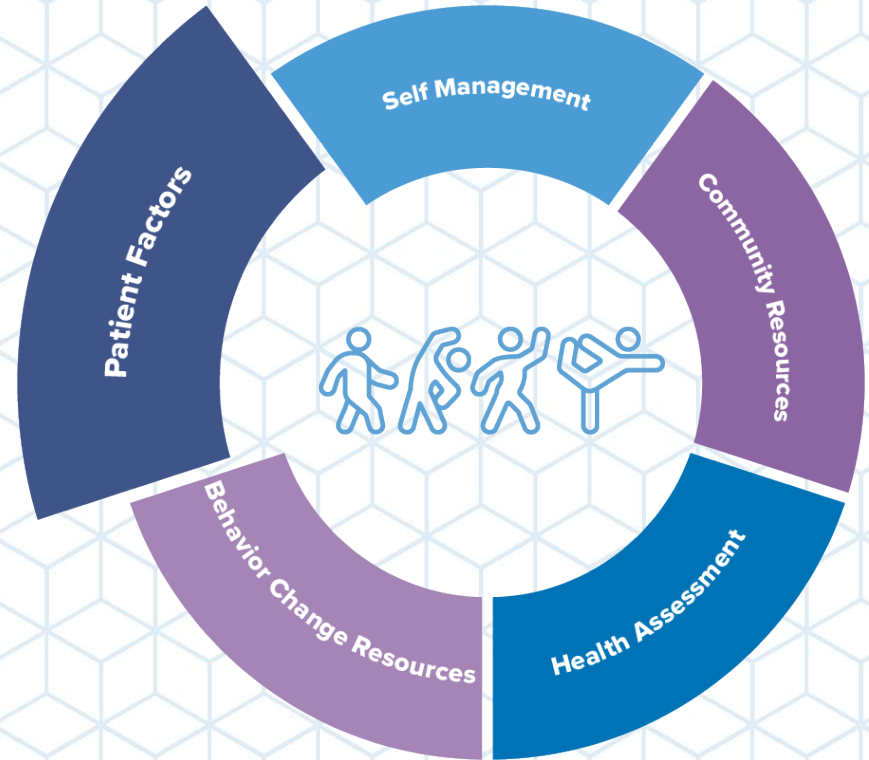 Patient Factors
Self Management
Community Resources
Health Assessment
Behavior Change Resources